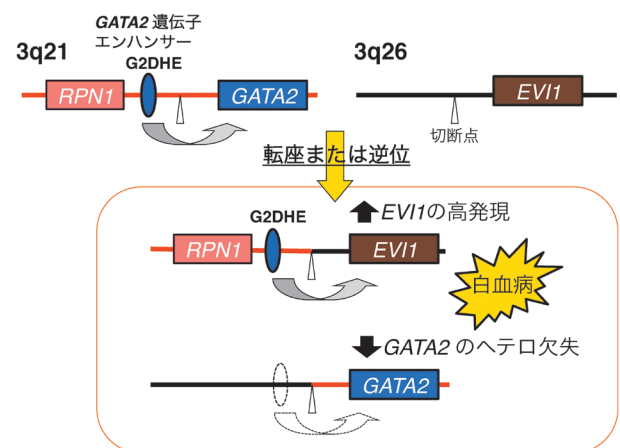 GATA2 遺伝子
エンハンサー
3q21
G2DHE
3q26
RPN1
GATA2
EVI1
切断点
転座または逆位
G2DHE
EVI1の高発現
RPN1
EVI1
白血病
GATA2 のヘテロ欠失
GATA2